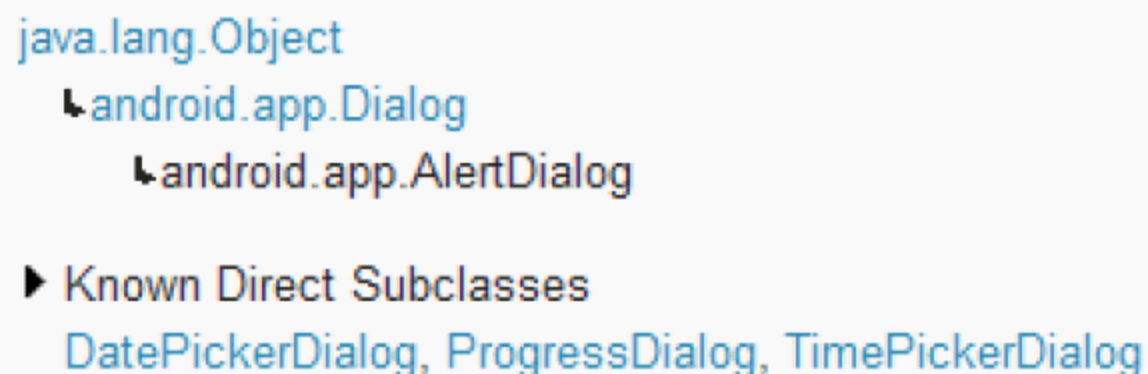 java.lang.Object
android.app.Dialog
android.app.AlertDialog
Known Direct Subclasses
DatePickerDialog, ProgressDialog, TimePickerDialog